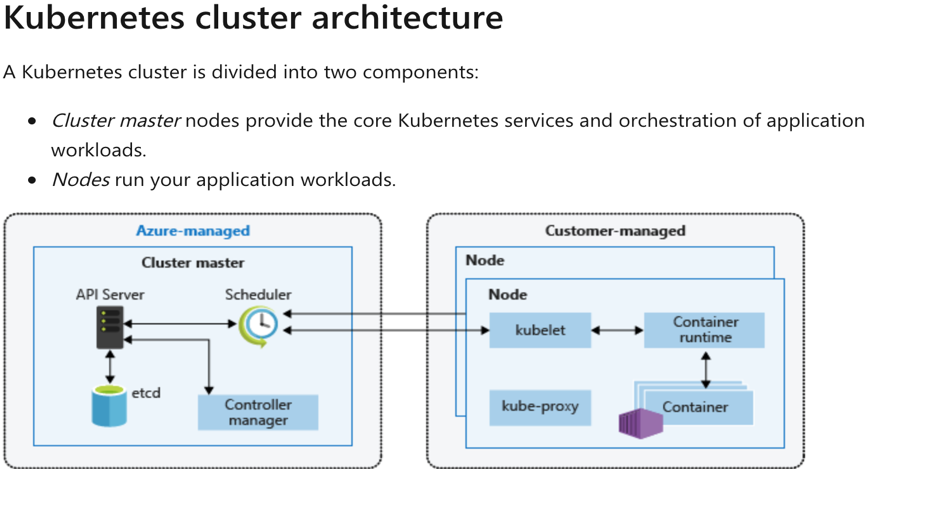 Kubernetes cluster architecture
A Kubernetes cluster is divided into two components:
Cluster master nodes provide the core Kubernetes services and orchestration of application
workloads.
Nodes run your application workloads.
Azure-managed
Cluster master
API Server
Scheduler
etcd
Controller
manager
Customer-managed
Node
Node
kubelet
Container
runtime
kube-proxy
Container